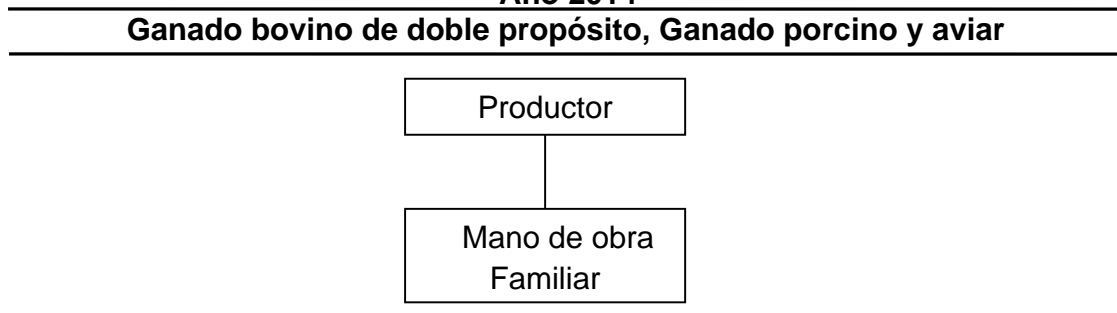 Ganado bovino de doble propósito, Ganado porcino y aviar
Productor
Mano de obra
Familiar